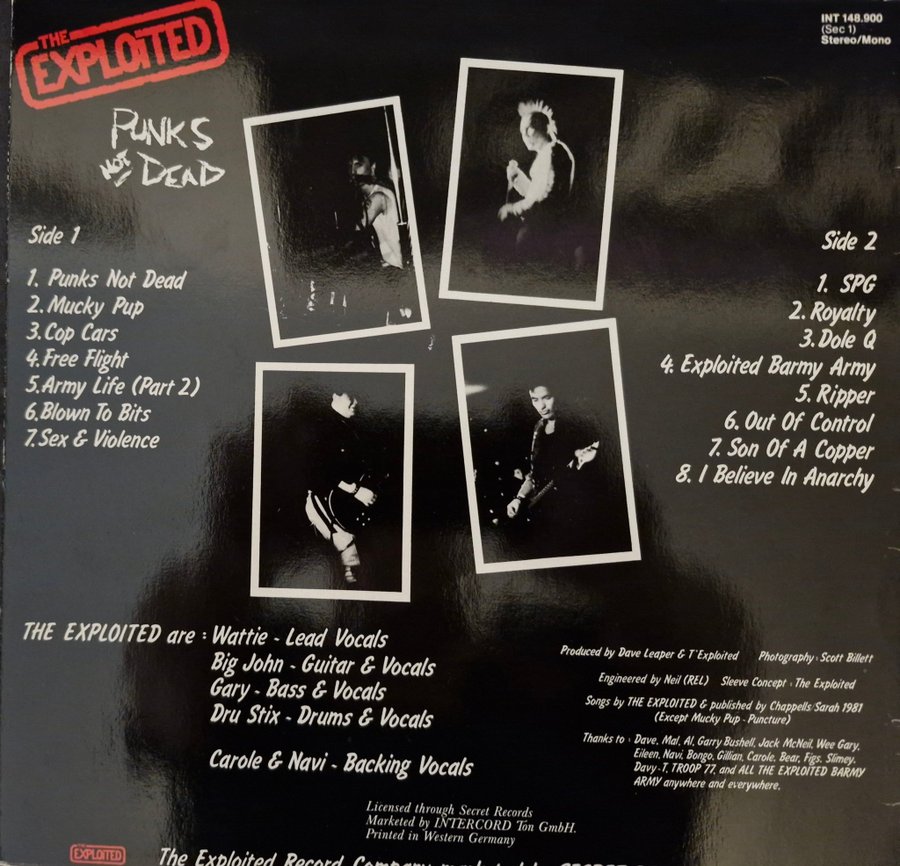 THE
EXPLOITED
INT 148.900
(Sec 1)
Stereo/Mono
PUNKS
NOT
DEAD
Side 1
1. Punks Not Dead
2. Mucky Pup
3. Cop Cars
4. Free Flight
5. Army Life (Part 2)
6. Blown To Bits
7. Sex & Violence
Side 2
1. SPG
2. Royalty
3. Dole Q
4. Exploited Barmy Army
5. Ripper
6. Out Of Control
7. Son Of A Copper
8. I Believe In Anarchy
THE EXPLOITED are : Wattie - Lead Vocals
Big John - Guitar & Vocals
Gary - Bass & Vocals
Dru Stix - Drums & Vocals
Carole & Navi - Backing Vocals
Produced by Dave Leaper & T'Exploited Photography : Scott Billett
Engineered by Neil (REL) Sleeve Concept : The Exploited
Songs by THE EXPLOITED & published by Chappells/Sarah 1981
(Except Mucky Pup - Puncture)
Thanks to : Dave, Mal, Al, Garry Bushell, Jack McNeil, Wee Gary,
Eileen, Navi, Bongo, Gillian, Carole, Bear, Figs, Slimey,
Davy-T, TROOP 77, and ALL THE EXPLOITED BARMY
ARMY anywhere and everywhere.
Licensed through Secret Records
Marketed by INTERCORD Ton GmbH.
Printed in Western Germany
EXPLOITED
The Exploited Record Company